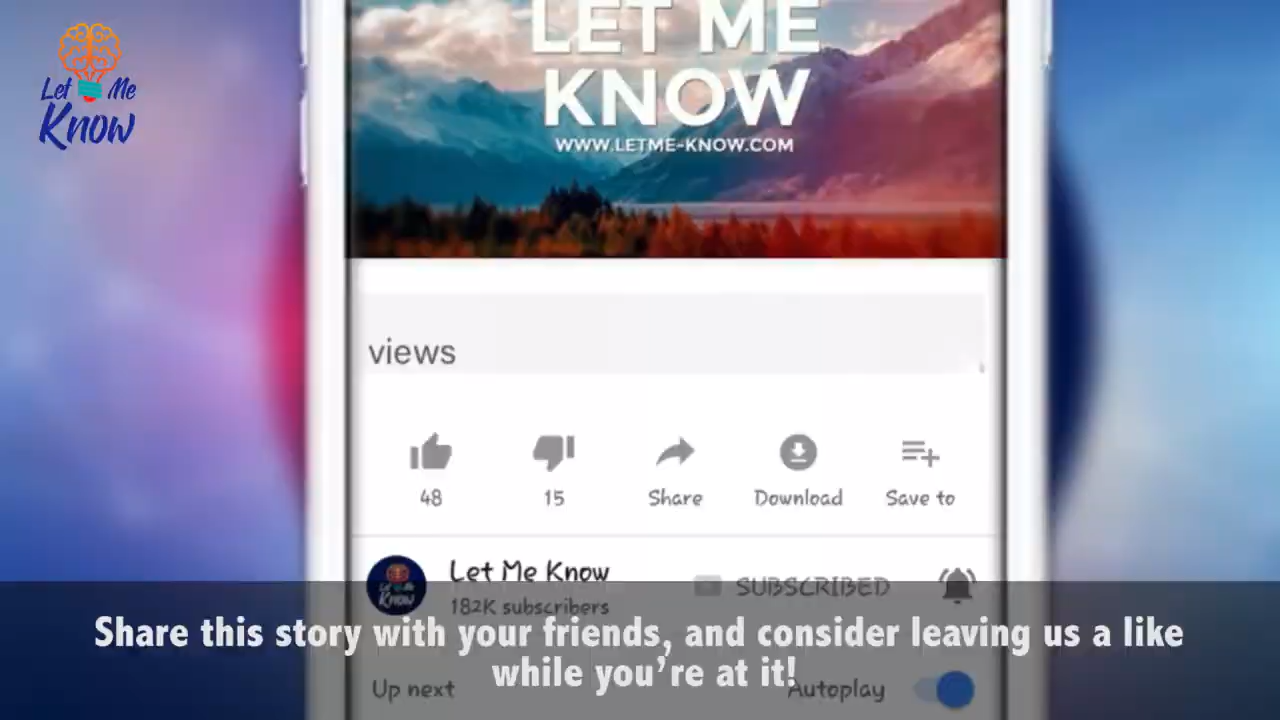 Let Me
Know
LET ME
KNOW
WWW.LETME-KNOW.COM
views
48
15
Share
Download
Save to
Let Me Know
SUBSCRIBED
182K subscribers
Share this story with your friends, and consider leaving us a like
while you're at it!
Up next
Autoplay